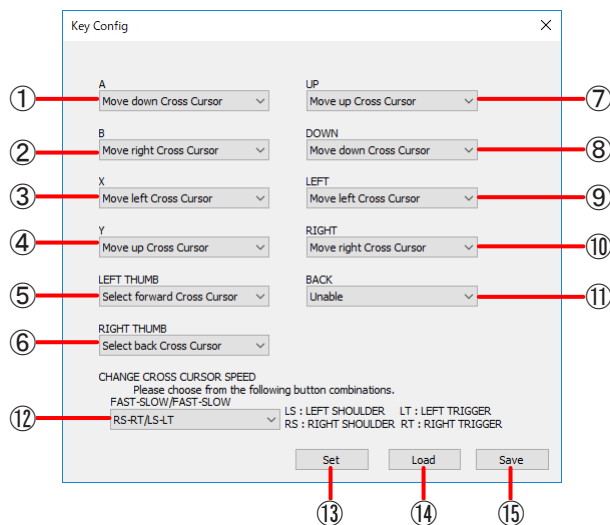 Key Config
① A
Move down Cross Cursor
② B
Move right Cross Cursor
③ X
Move left Cross Cursor
④ Y
Move up Cross Cursor
⑤ LEFT THUMB
Select forward Cross Cursor
⑥ RIGHT THUMB
Select back Cross Cursor
UP ⑦
Move up Cross Cursor
DOWN ⑧
Move down Cross Cursor
LEFT ⑨
Move left Cross Cursor
RIGHT ⑩
Move right Cross Cursor
BACK ⑪
Unable
CHANGE CROSS CURSOR SPEED
Please choose from the following button combinations.
FAST-SLOW/FAST-SLOW
⑫ RS-RT/LS-LT
LS : LEFT SHOULDER LT : LEFT TRIGGER
RS : RIGHT SHOULDER RT : RIGHT TRIGGER
Set Load Save
⑬ ⑭ ⑮